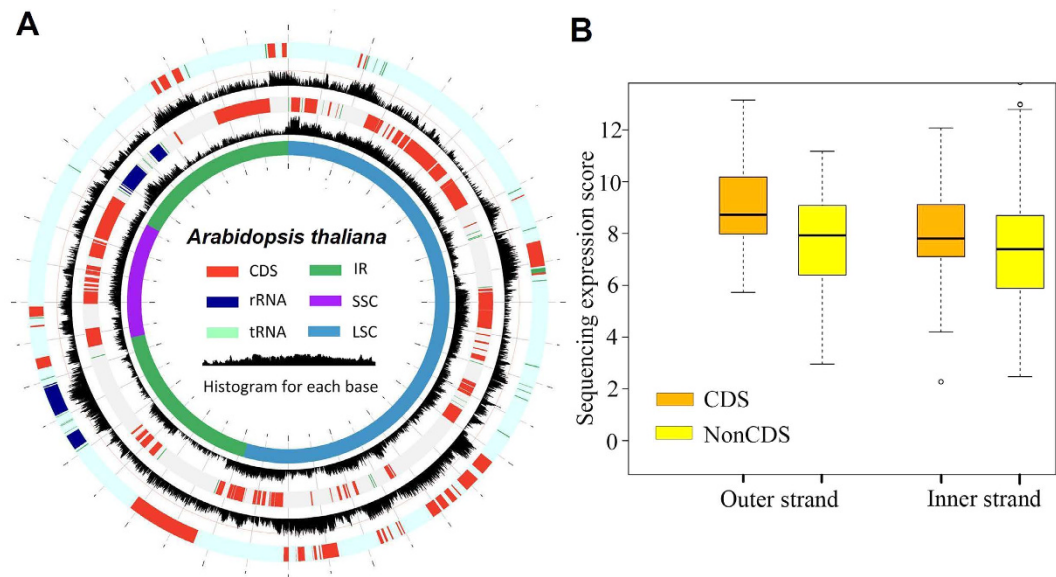 A
Arabidopsis thaliana
CDS IR
rRNA SSC
tRNA LSC
Histogram for each base
B
Sequencing expression score
12
10
8
6
4
2
0
CDS
NonCDS
Outer strand Inner strand